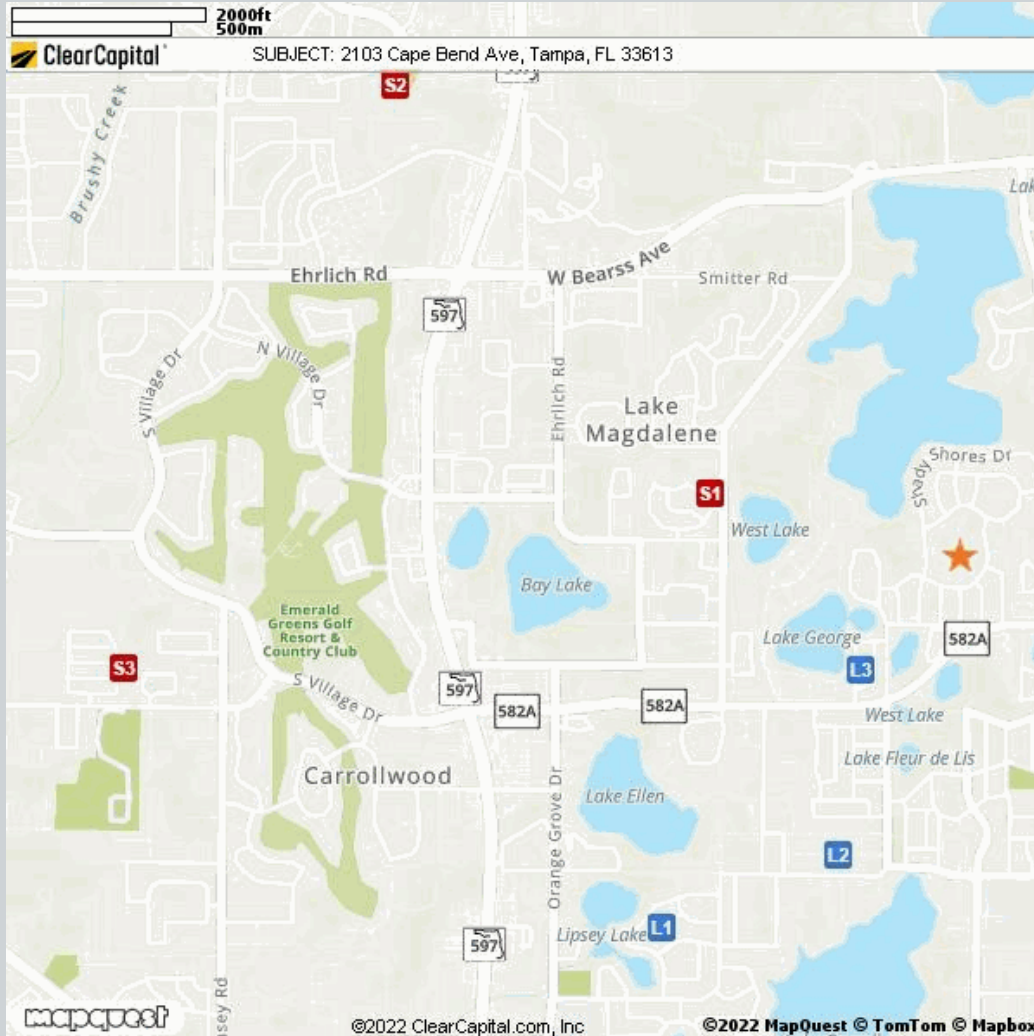 2000ft
500m
ClearCapital
SUBJECT: 2103 Cape Bend Ave, Tampa, FL 33613
S2
Brushy Creek
Ehrlich Rd
W Bearss Ave
Smitter Rd
597
S Village Dr
N Village Dr
Ehrlich Rd
Lake
Magdalene
Shady Shores Dr
S1
West Lake
Bay Lake
Emerald
Greens Golf
Resort &
Country Club
Lake George
582A
S3
L3
S Village Dr
597
582A
582A
West Lake
Lake Fleur de Lis
Carrollwood
Lake Ellen
Orange Grove Dr
L2
Lipsey Lake
L1
597
mapquest
©2022 ClearCapital.com, Inc
©2022 MapQuest © TomTom © Mapbox